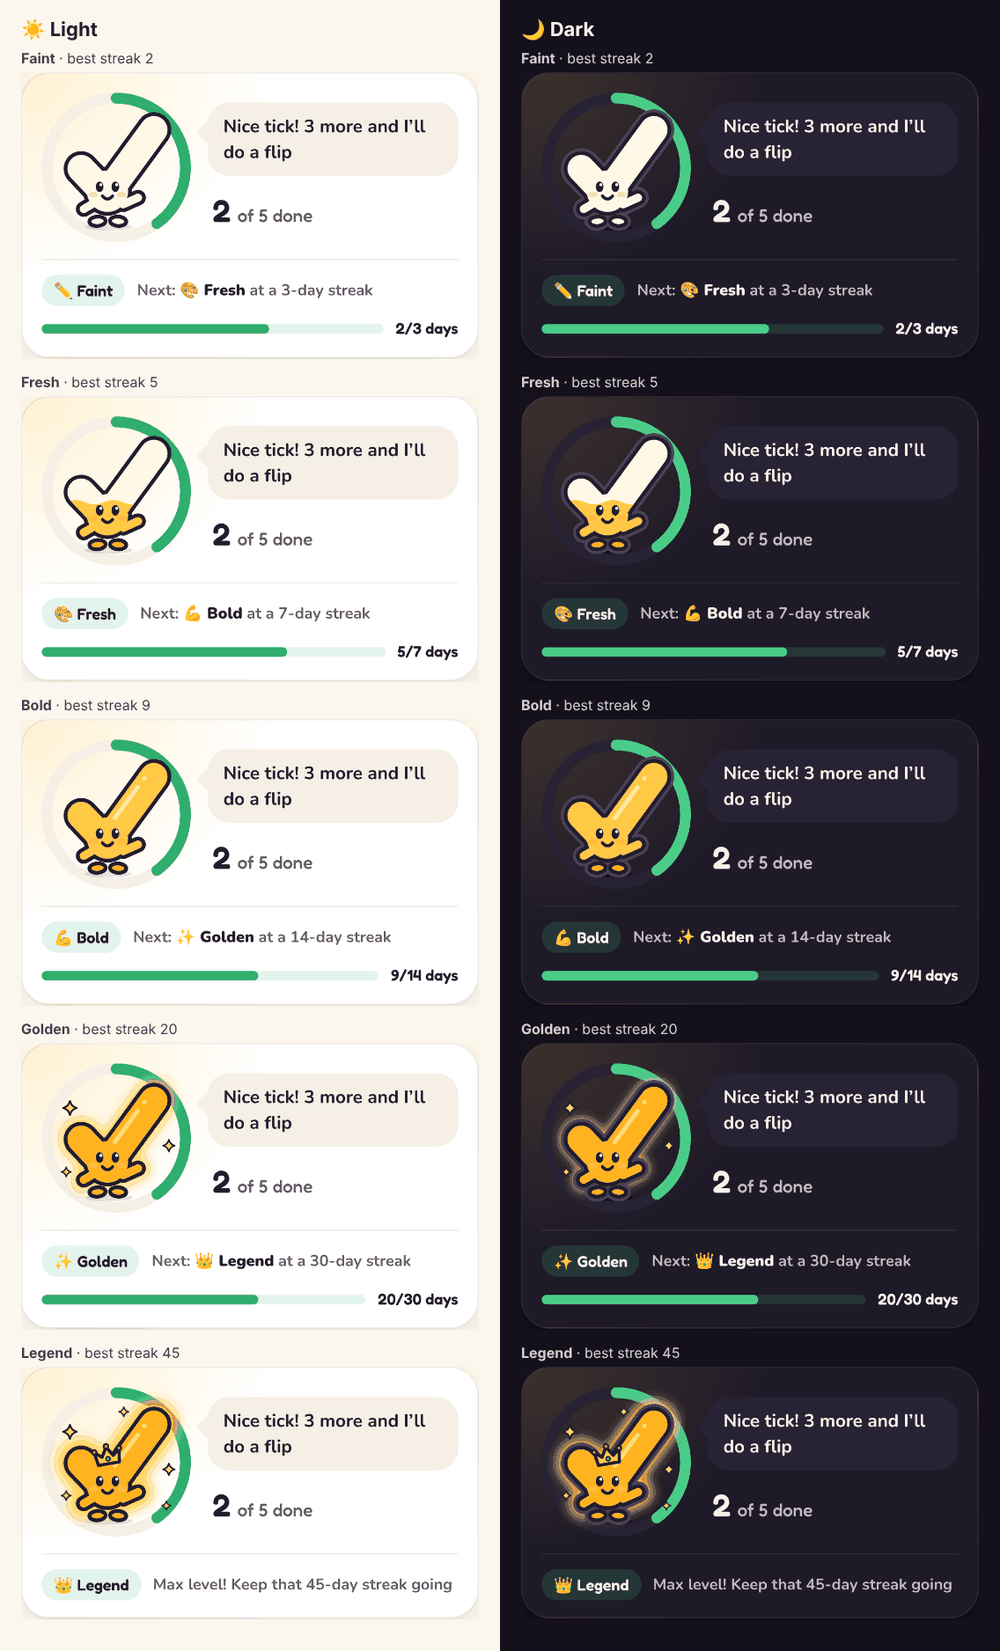 ☀️ Light
Faint · best streak 2
Nice tick! 3 more and I’ll
do a flip
2 of 5 done
✏️ Faint Next: 🎨 Fresh at a 3-day streak
2/3 days
Fresh · best streak 5
Nice tick! 3 more and I’ll
do a flip
2 of 5 done
🎨 Fresh Next: 💪 Bold at a 7-day streak
5/7 days
Bold · best streak 9
Nice tick! 3 more and I’ll
do a flip
2 of 5 done
💪 Bold Next: ✨ Golden at a 14-day streak
9/14 days
Golden · best streak 20
Nice tick! 3 more and I’ll
do a flip
2 of 5 done
✨ Golden Next: 👑 Legend at a 30-day streak
20/30 days
Legend · best streak 45
Nice tick! 3 more and I’ll
do a flip
2 of 5 done
👑 Legend Max level! Keep that 45-day streak going
🌙 Dark
Faint · best streak 2
Nice tick! 3 more and I’ll
do a flip
2 of 5 done
✏️ Faint Next: 🎨 Fresh at a 3-day streak
2/3 days
Fresh · best streak 5
Nice tick! 3 more and I’ll
do a flip
2 of 5 done
🎨 Fresh Next: 💪 Bold at a 7-day streak
5/7 days
Bold · best streak 9
Nice tick! 3 more and I’ll
do a flip
2 of 5 done
💪 Bold Next: ✨ Golden at a 14-day streak
9/14 days
Golden · best streak 20
Nice tick! 3 more and I’ll
do a flip
2 of 5 done
✨ Golden Next: 👑 Legend at a 30-day streak
20/30 days
Legend · best streak 45
Nice tick! 3 more and I’ll
do a flip
2 of 5 done
👑 Legend Max level! Keep that 45-day streak going